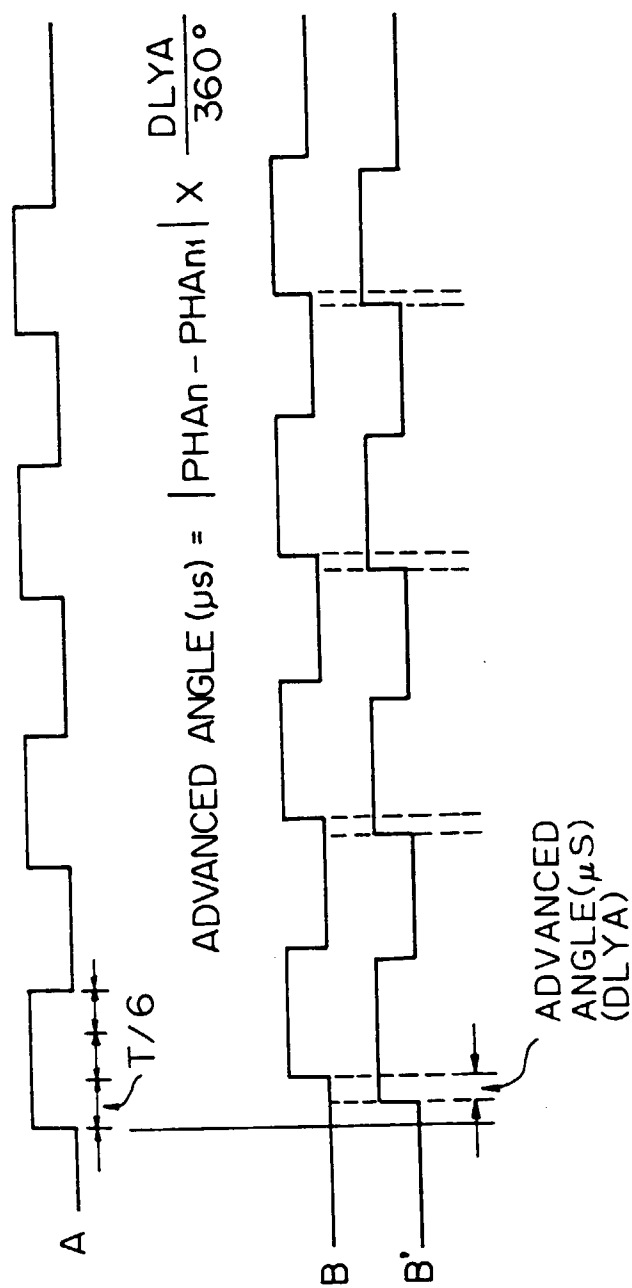 A
T/6
ADVANCED ANGLE (μs) = |PHAn - PHAn1| X DLYA
360°
B
B'
ADVANCED
ANGLE(μS)
(DLYA)